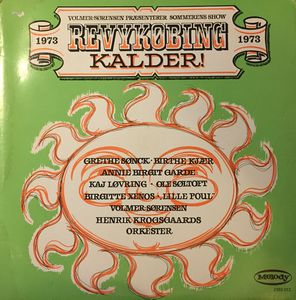 VOLMER-SØRENSEN PRÆSENTERER SOMMERENS SHOW
1973 REVYKØBING 1973
KALDER!
GRETHE SØNCK · BIRTHE KJÆR
ANNIE BIRGIT GARDE
KAJ LØVRING · OLE SØLTOFT
BIRGITTE XENOS · LILLE POUL
VOLMER SØRENSEN
HENRIK KROGSGAARDS
ORKESTER
Melody